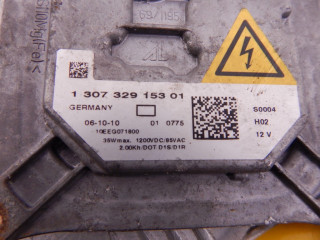 1 307 329 153 01
GERMANY
S0004
06-10-10 01 0775
H02
10EEG071800
12 V
35W max. 1200VDC/85VAC
2.00Kh/DOT D1S/D1R